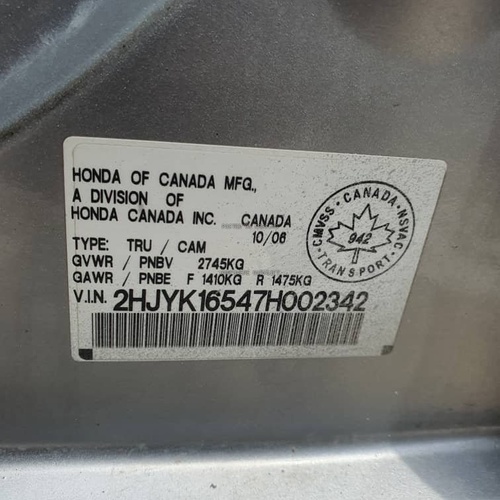 HONDA OF CANADA MFG.,
A DIVISION OF
HONDA CANADA INC. CANADA
10/06
TYPE: TRU / CAM
GVWR / PNBV 2745KG
GAWR / PNBE F 1410KG R 1475KG
V.I.N. 2HJYK16547H002342
CMVSS - CANADA - NSVAC
942
TRANSPORT